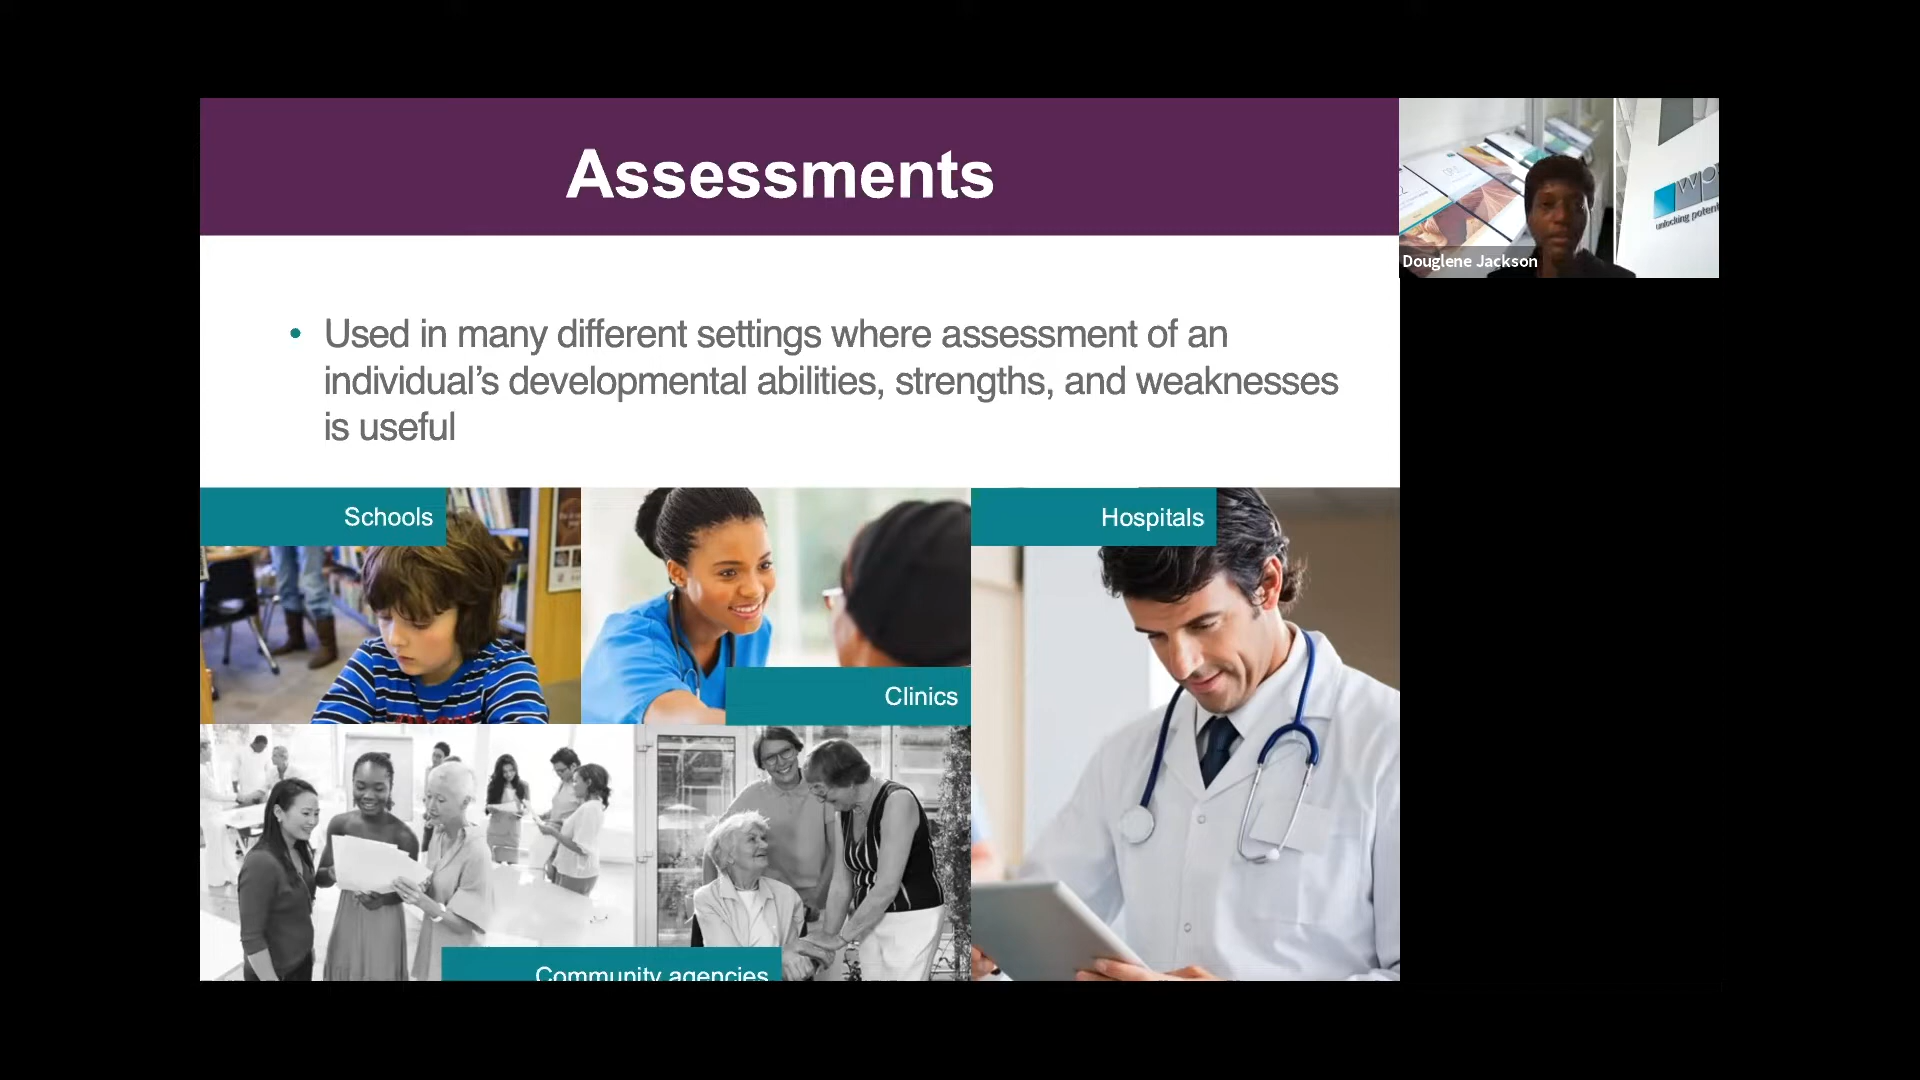 Assessments
• Used in many different settings where assessment of an
individual’s developmental abilities, strengths, and weaknesses
is useful
Schools
Clinics
Hospitals
Community agencies
Douglene Jackson
unlocking